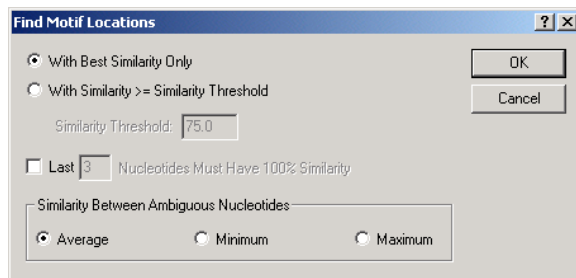 Find Motif Locations
With Best Similarity Only
OK
With Similarity >= Similarity Threshold
Cancel
Similarity Threshold: 75.0
Last 3 Nucleotides Must Have 100% Similarity
Similarity Between Ambiguous Nucleotides
Average Minimum Maximum